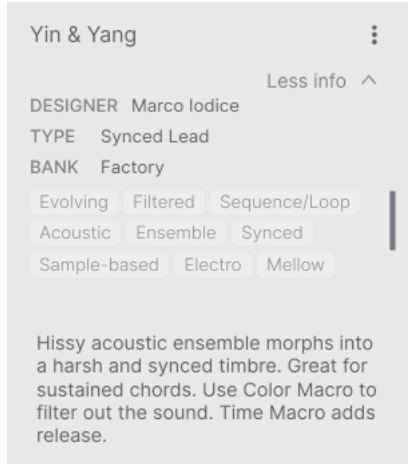 Yin & Yang
Less info
DESIGNER Marco Iodice
TYPE Synced Lead
BANK Factory
Evolving Filtered Sequence/Loop
Acoustic Ensemble Synced
Sample-based Electro Mellow
Hissy acoustic ensemble morphs into
a harsh and synced timbre. Great for
sustained chords. Use Color Macro to
filter out the sound. Time Macro adds
release.